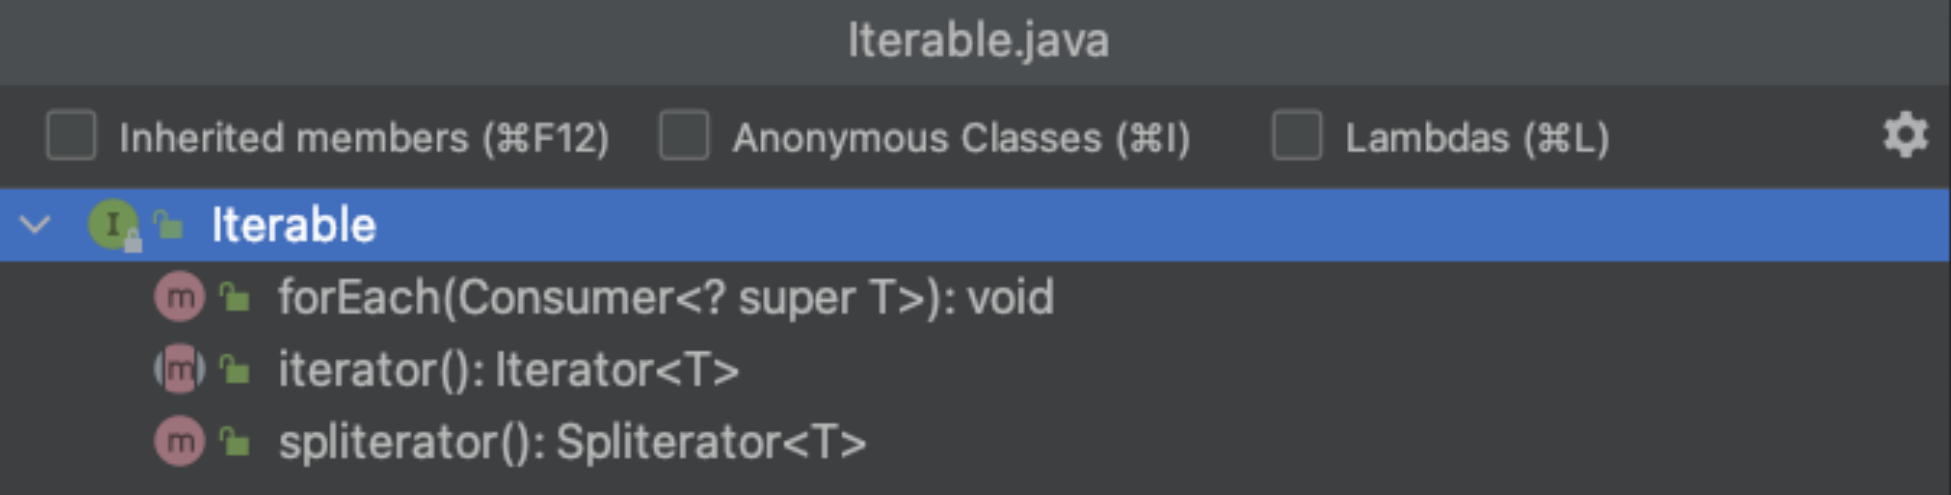 Iterable.java
Inherited members (⌘F12) Anonymous Classes (⌘I) Lambdas (⌘L)
I Iterable
m forEach(Consumer<? super T>): void
m iterator(): Iterator<T>
m spliterator(): Spliterator<T>